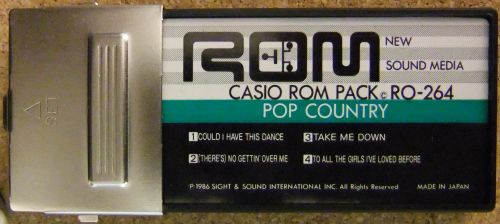 ROM
NEW
SOUND MEDIA
CASIO ROM PACK © RO-264
POP COUNTRY
1 COULD I HAVE THIS DANCE
3 TAKE ME DOWN
2 (THERE'S) NO GETTIN' OVER ME
4 TO ALL THE GIRLS I'VE LOVED BEFORE
℗1986 SIGHT & SOUND INTERNATIONAL INC. All Rights Reserved MADE IN JAPAN
SET